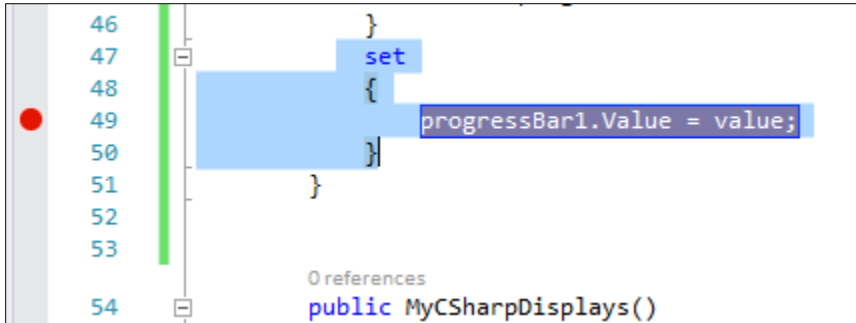 46 }
47 set
48 {
49 progressBar1.Value = value;
50 }
51 }
52
53
0 references
54 public MyCSharpDisplays()